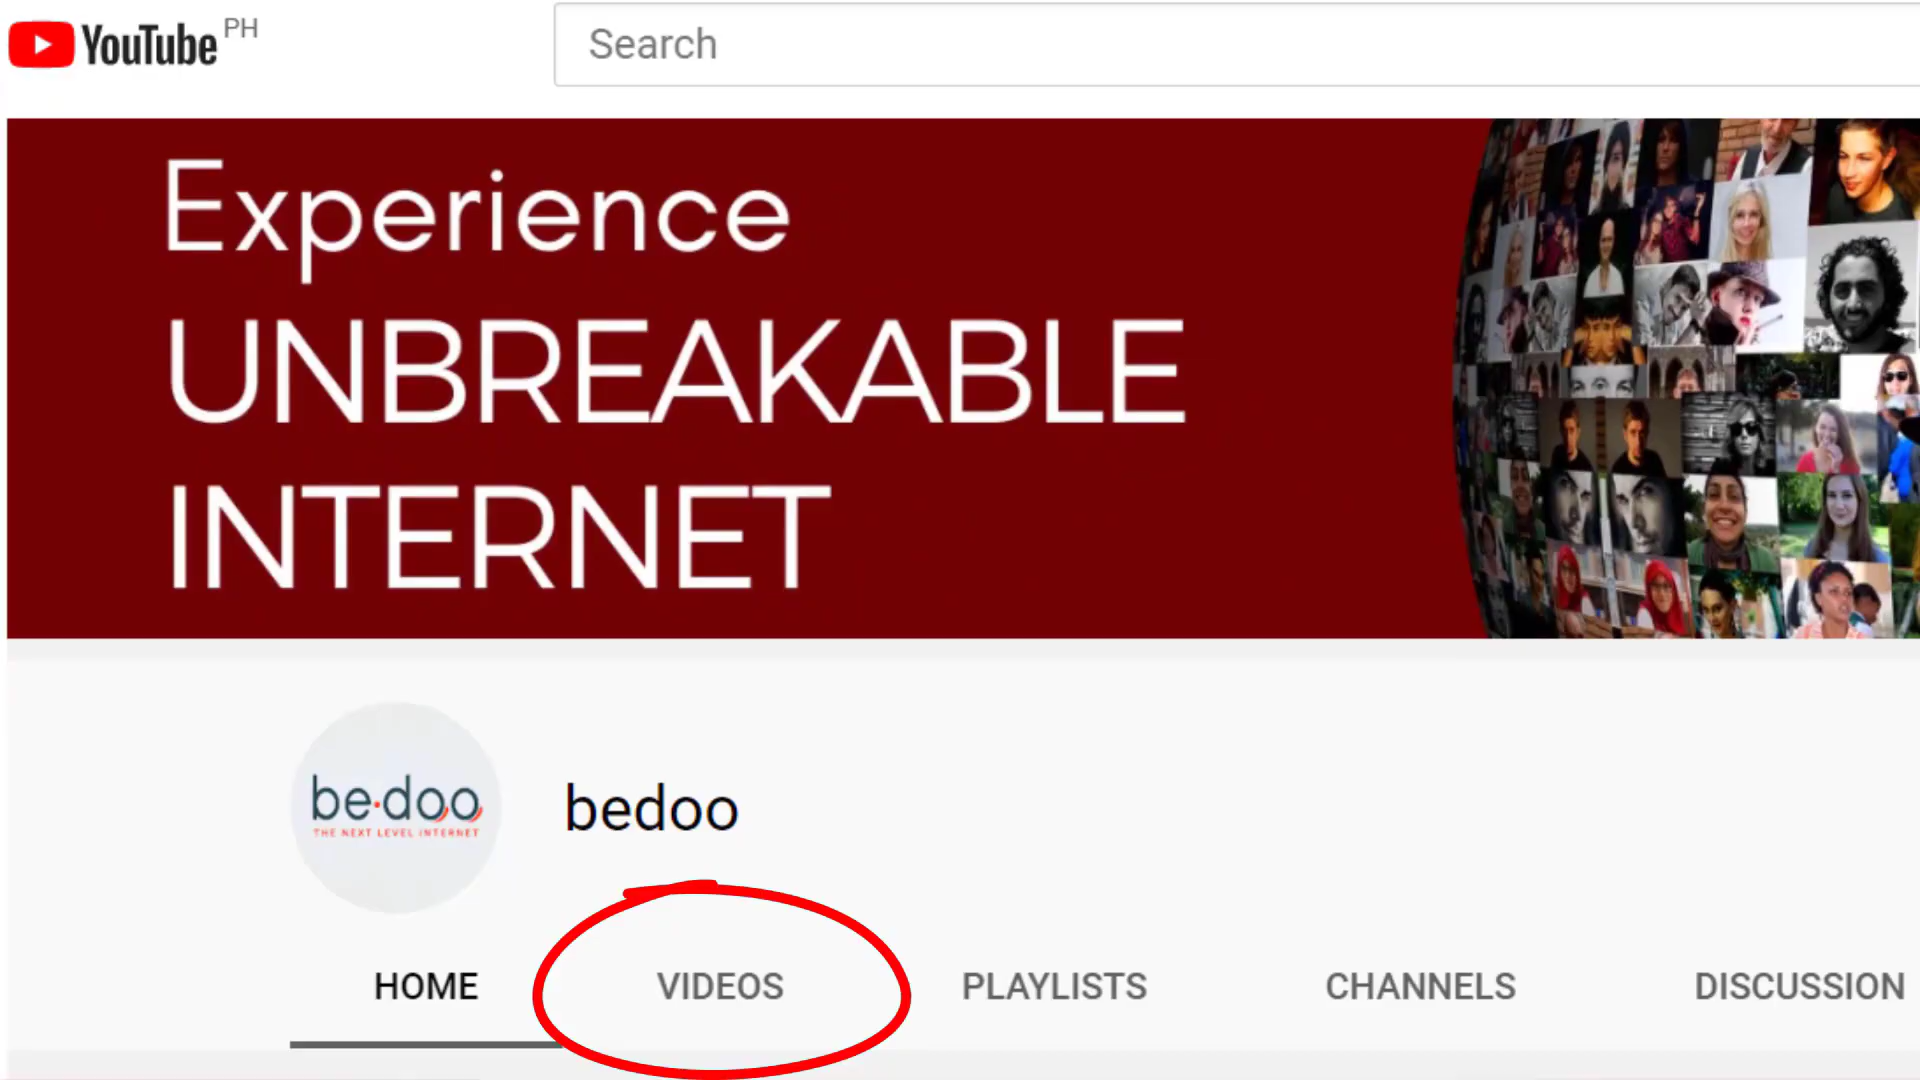 YouTube PH
Search
Experience
UNBREAKABLE
INTERNET
be·doo
THE NEXT LEVEL INTERNET
bedoo
HOME VIDEOS PLAYLISTS CHANNELS DISCUSSION